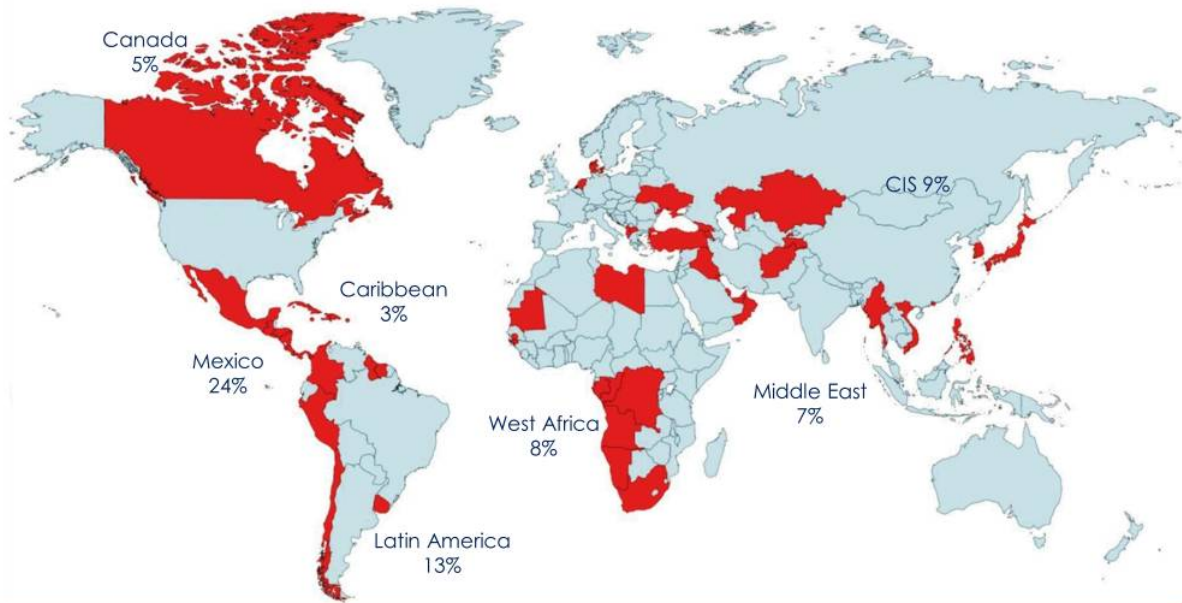 Canada
5%
CIS 9%
Caribbean
3%
Mexico
24%
Middle East
7%
West Africa
8%
Latin America
13%